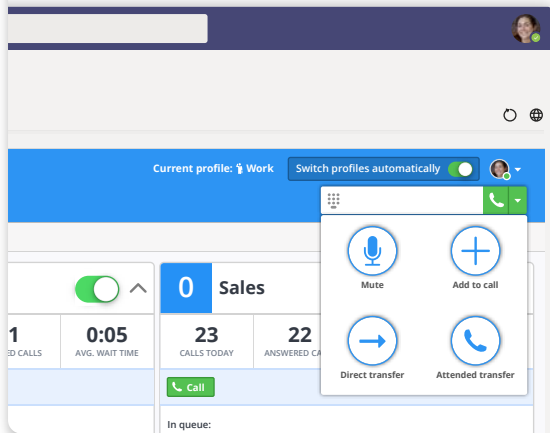 Current profile: Work
Switch profiles automatically
Mute
Add to call
Direct transfer
Attended transfer
0 Sales
1
0:05
AVG. WAIT TIME
23
CALLS TODAY
22
Call
In queue: